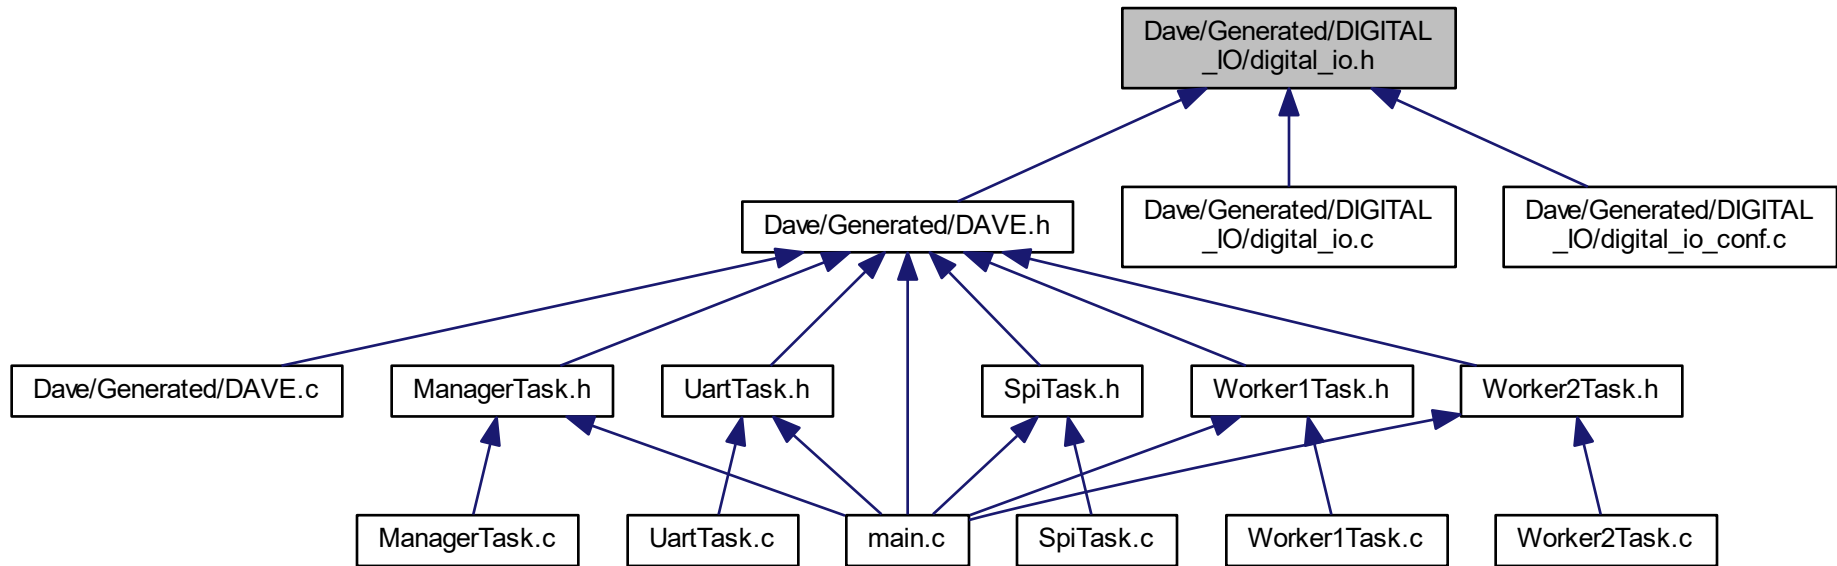 Dave/Generated/DIGITAL
_IO/digital_io.h
Dave/Generated/DAVE.h
Dave/Generated/DIGITAL
_IO/digital_io.c
Dave/Generated/DIGITAL
_IO/digital_io_conf.c
Dave/Generated/DAVE.c
ManagerTask.h
UartTask.h
SpiTask.h
Worker1Task.h
Worker2Task.h
ManagerTask.c
UartTask.c
main.c
SpiTask.c
Worker1Task.c
Worker2Task.c